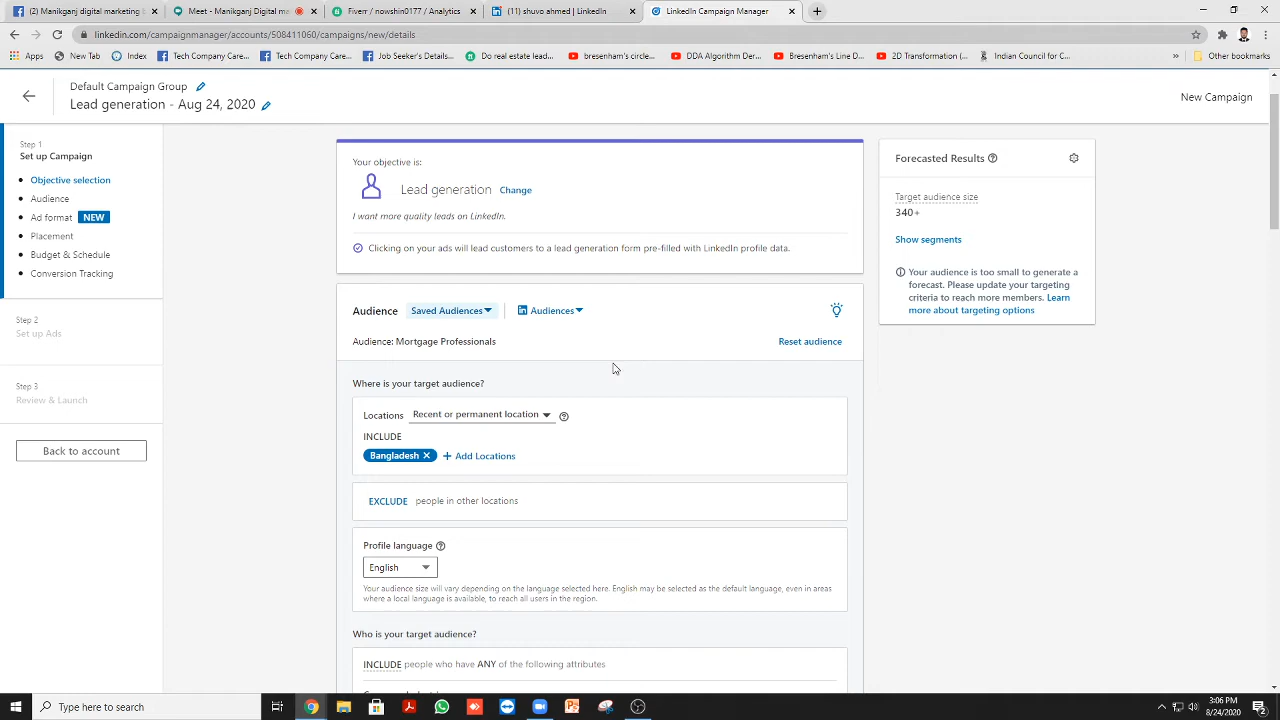 (2) Manikganj digital marketing
Meet - Manikganj digital ma
Fiverr / nowshin0177 / Analytics
(11) shuvo ahmed | LinkedIn
LinkedIn Campaign Manager
linkedin.com/campaignmanager/accounts/508411060/campaigns/new/details
Apps
New Tab
(1) Index
Tech Company Care...
Tech Company Care...
Job Seeker's Details...
Do real estate, ecom...
bresenham's circle...
DDA Algorithm Der...
Bresenham's Line D...
2D Transformation (...
Indian Council for C...
»
Other bookmarks
Default Campaign Group
Lead generation - Aug 24, 2020
New Campaign
Step 1
Set up Campaign
Objective selection
Audience
Ad format NEW
Placement
Budget & Schedule
Conversion Tracking
Step 2
Set up Ads
Step 3
Review & Launch
Back to account
Your objective is:
Lead generation Change
I want more quality leads on LinkedIn.
Clicking on your ads will lead customers to a lead generation form pre-filled with LinkedIn profile data.
Audience Saved Audiences Audiences
Audience: Mortgage Professionals Reset audience
Where is your target audience?
Locations Recent or permanent location
INCLUDE
Bangladesh Add Locations
EXCLUDE people in other locations
Profile language
English
Your audience size will vary depending on the language selected here. English may be selected as the default language, even in areas
where a local language is available, to reach all users in the region.
Who is your target audience?
INCLUDE people who have ANY of the following attributes
Forecasted Results
Target audience size
340+
Show segments
Your audience is too small to generate a
forecast. Please update your targeting
criteria to reach more members. Learn
more about targeting options
Type here to search
3:06 PM
8/24/2020